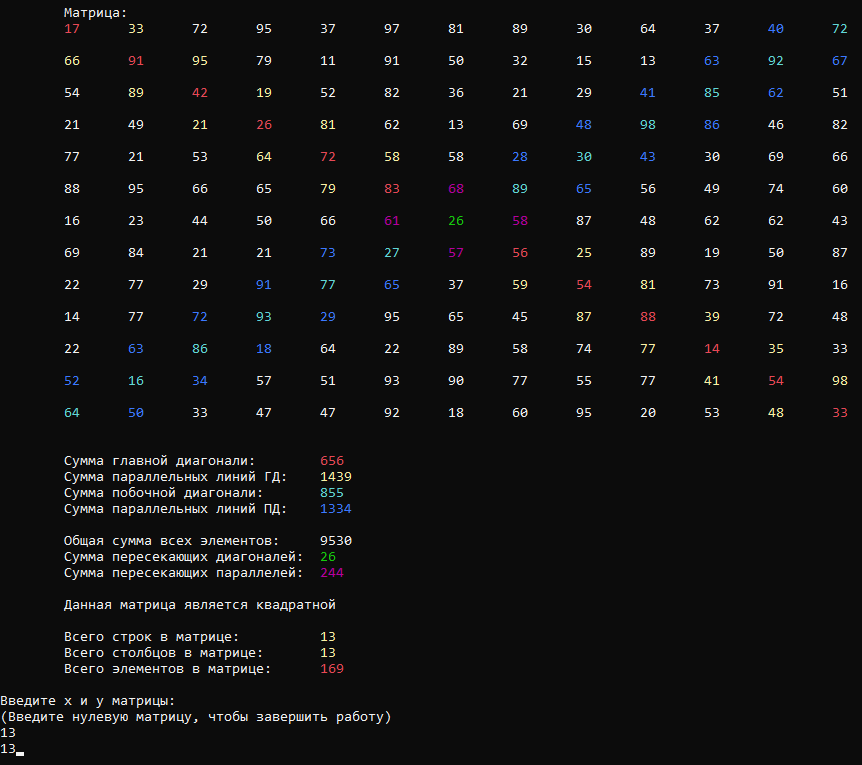 Матрица:
17 33 72 95 37 97 81 89 30 64 37 40 72
66 91 95 79 11 91 50 32 15 13 63 92 67
54 89 42 19 52 82 36 21 29 41 85 62 51
21 49 21 26 81 62 13 69 48 98 86 46 82
77 21 53 64 72 58 58 28 30 43 30 69 66
88 95 66 65 79 83 68 89 65 56 49 74 60
16 23 44 50 66 61 26 58 87 48 62 62 43
69 84 21 21 73 27 57 56 25 89 19 50 87
22 77 29 91 77 65 37 59 54 81 73 91 16
14 77 72 93 29 95 65 45 87 88 39 72 48
22 63 86 18 64 22 89 58 74 77 14 35 33
52 16 34 57 51 93 90 77 55 77 41 54 98
64 50 33 47 47 92 18 60 95 20 53 48 33
Сумма главной диагонали: 656
Сумма параллельных линий ГД: 1439
Сумма побочной диагонали: 855
Сумма параллельных линий ПД: 1334
Общая сумма всех элементов: 9530
Сумма пересекающих диагоналей: 26
Сумма пересекающих параллелей: 244
Данная матрица является квадратной
Всего строк в матрице: 13
Всего столбцов в матрице: 13
Всего элементов в матрице: 169
Введите x и y матрицы:
(Введите нулевую матрицу, чтобы завершить работу)
13
13